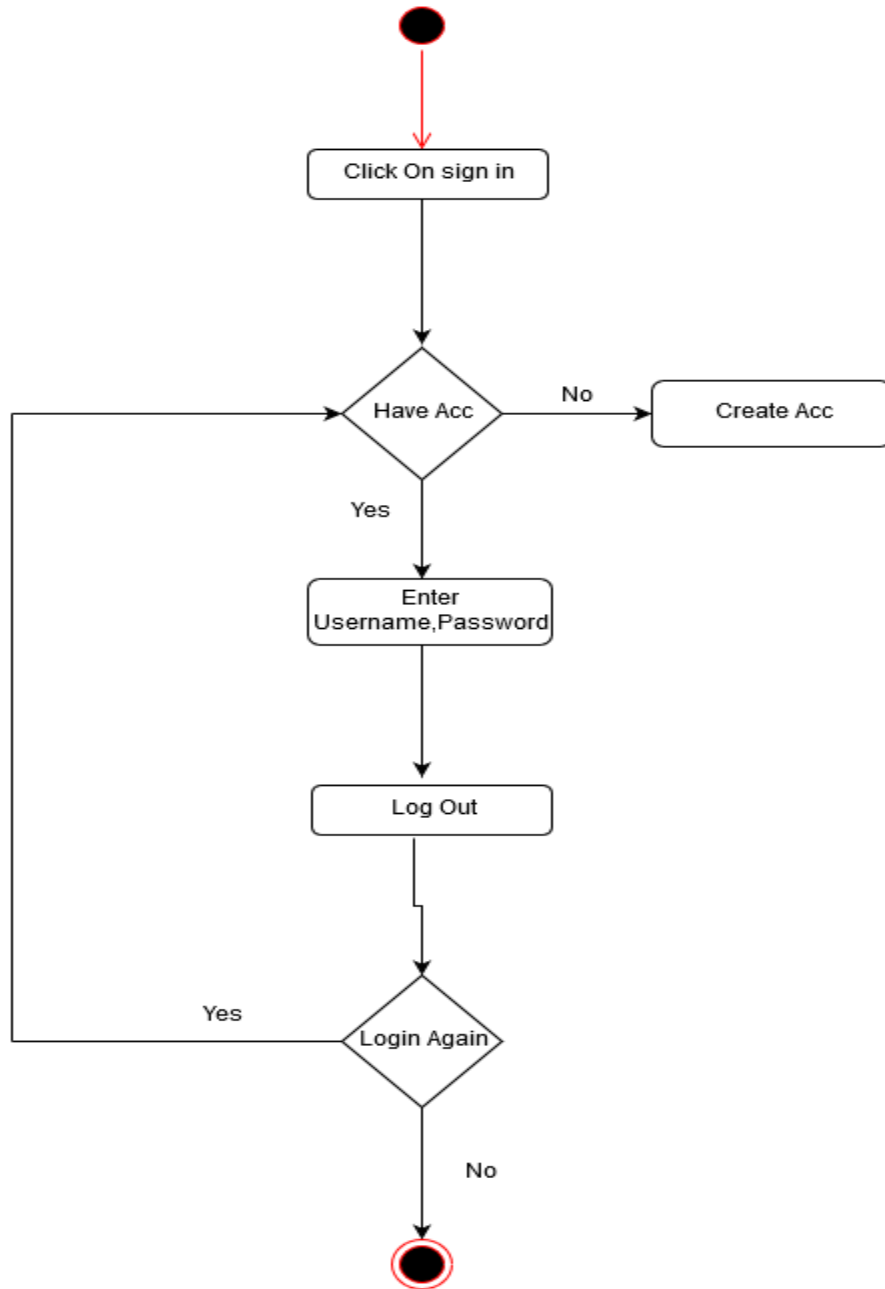 Click On sign in
Have Acc
No
Create Acc
Yes
Enter
Username,Password
Log Out
Yes
Login Again
No